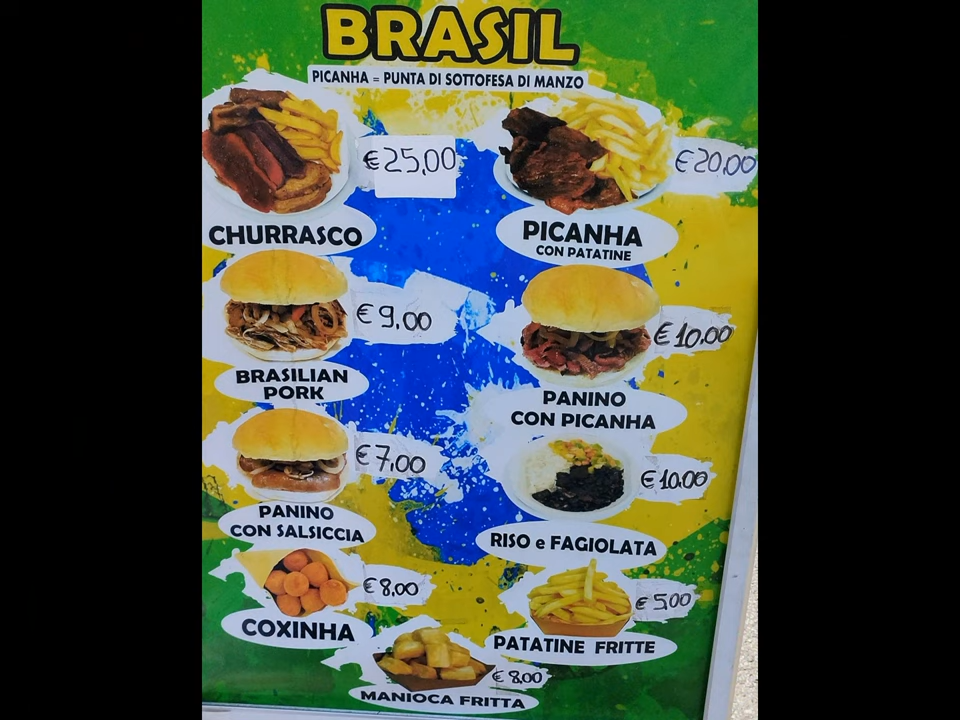 BRASIL
PICANHA = PUNTA DI SOTTOFESA DI MANZO
€25,00
CHURRASCO
€20,00
PICANHA
CON PATATINE
€9,00
BRASILIAN
PORK
€10,00
PANINO
CON PICANHA
€7,00
PANINO
CON SALSICCIA
€10,00
RISO e FAGIOLATA
€8,00
COXINHA
€5,00
PATATINE FRITTE
€8,00
MANIOCA FRITTA